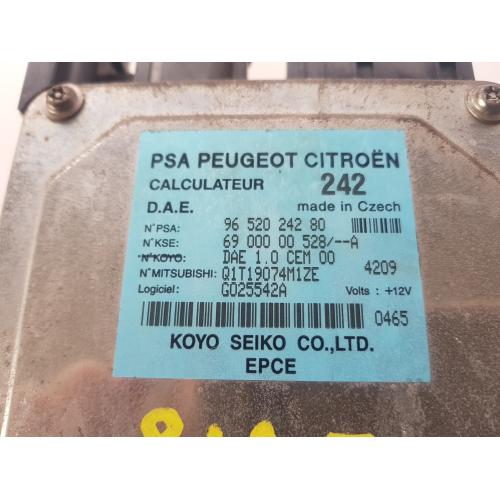 PSA PEUGEOT CITROËN
CALCULATEUR 242
D.A.E. made in Czech
N°PSA: 96 520 242 80
N°KSE: 69 000 00 528/--A
N°KOYO: DAE 1.0 CEM 00
N°MITSUBISHI: Q1T19074M1ZE 4209
Logiciel: G025542A Volts : +12V
0465
KOYO SEIKO CO.,LTD.
EPCE